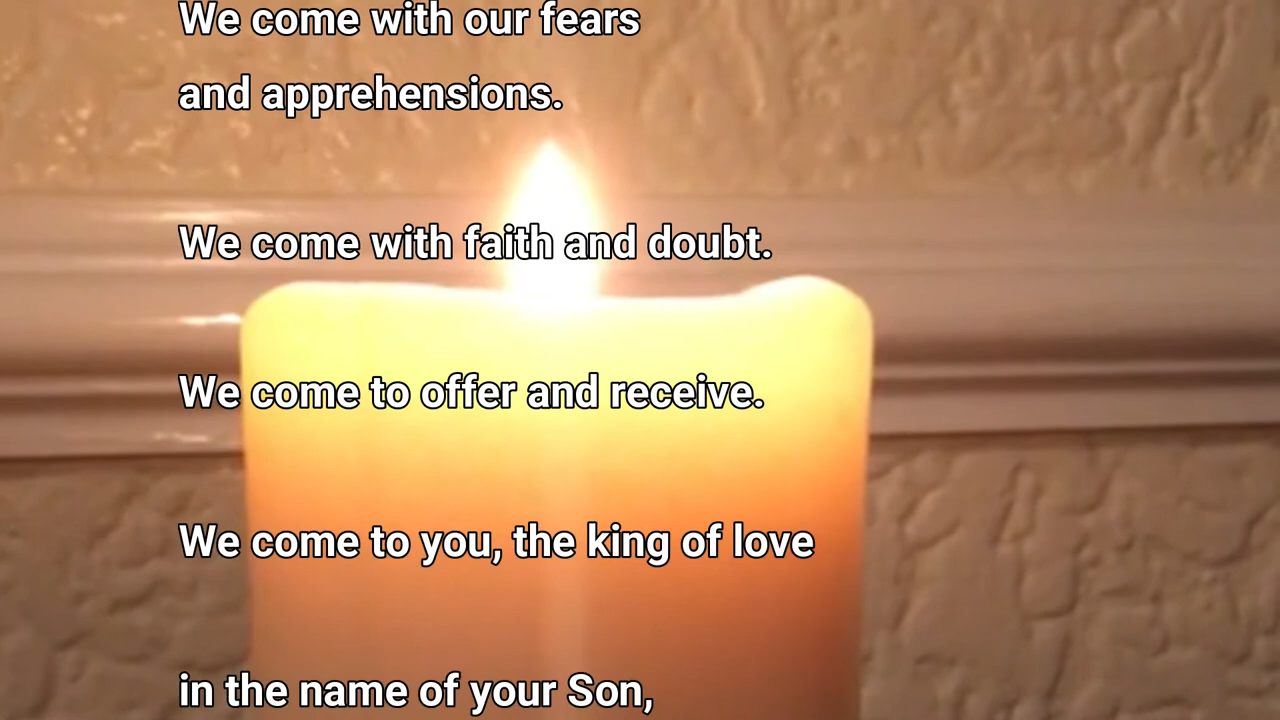 We come with our fears
and apprehensions.
We come with faith and doubt.
We come to offer and receive.
We come to you, the king of love
in the name of your Son,